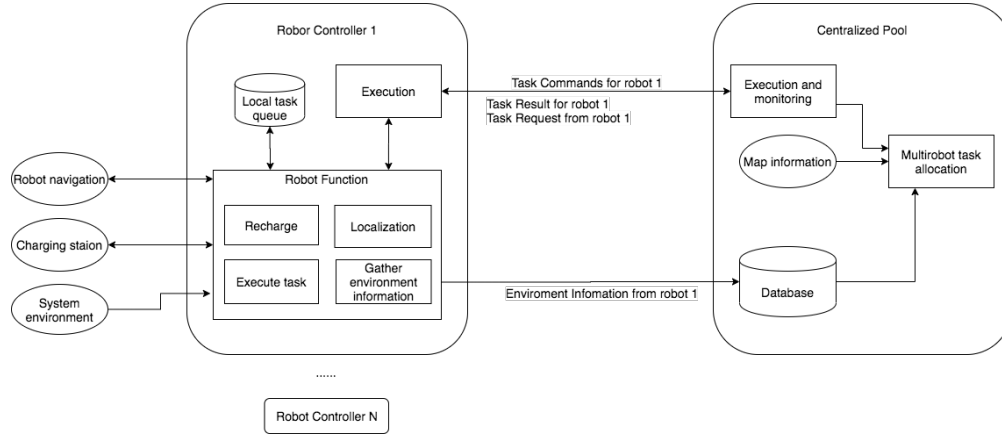 Robor Controller 1
Centralized Pool
Local task
queue
Execution
Task Commands for robot 1
Task Result for robot 1
Task Request from robot 1
Execution and
monitoring
Map information
Multirobot task
allocation
Robot navigation
Charging staion
System
environment
Robot Function
Recharge
Localization
Execute task
Gather
environment
information
Enviroment Infomation from robot 1
Database
......
Robot Controller N